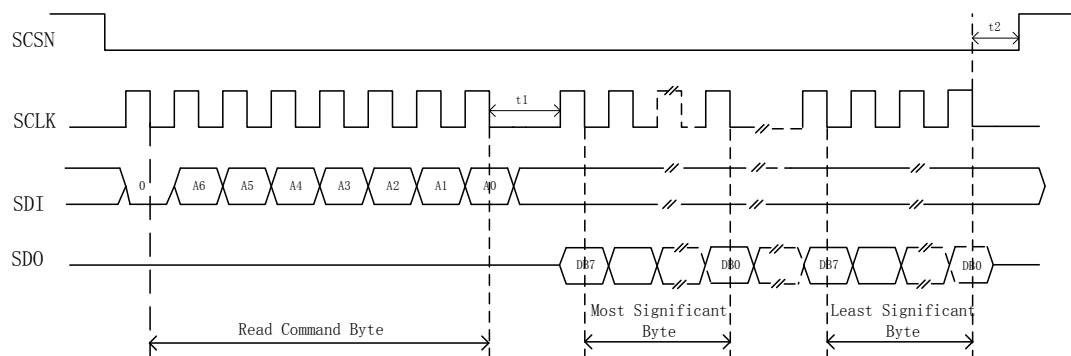 SCSN
t2
SCLK
t1
SDI
0 A6 A5 A4 A3 A2 A1 A0
SDO
DB7 DB0 DB7 DB0
Read Command Byte
Most Significant
Byte
Least Significant
Byte